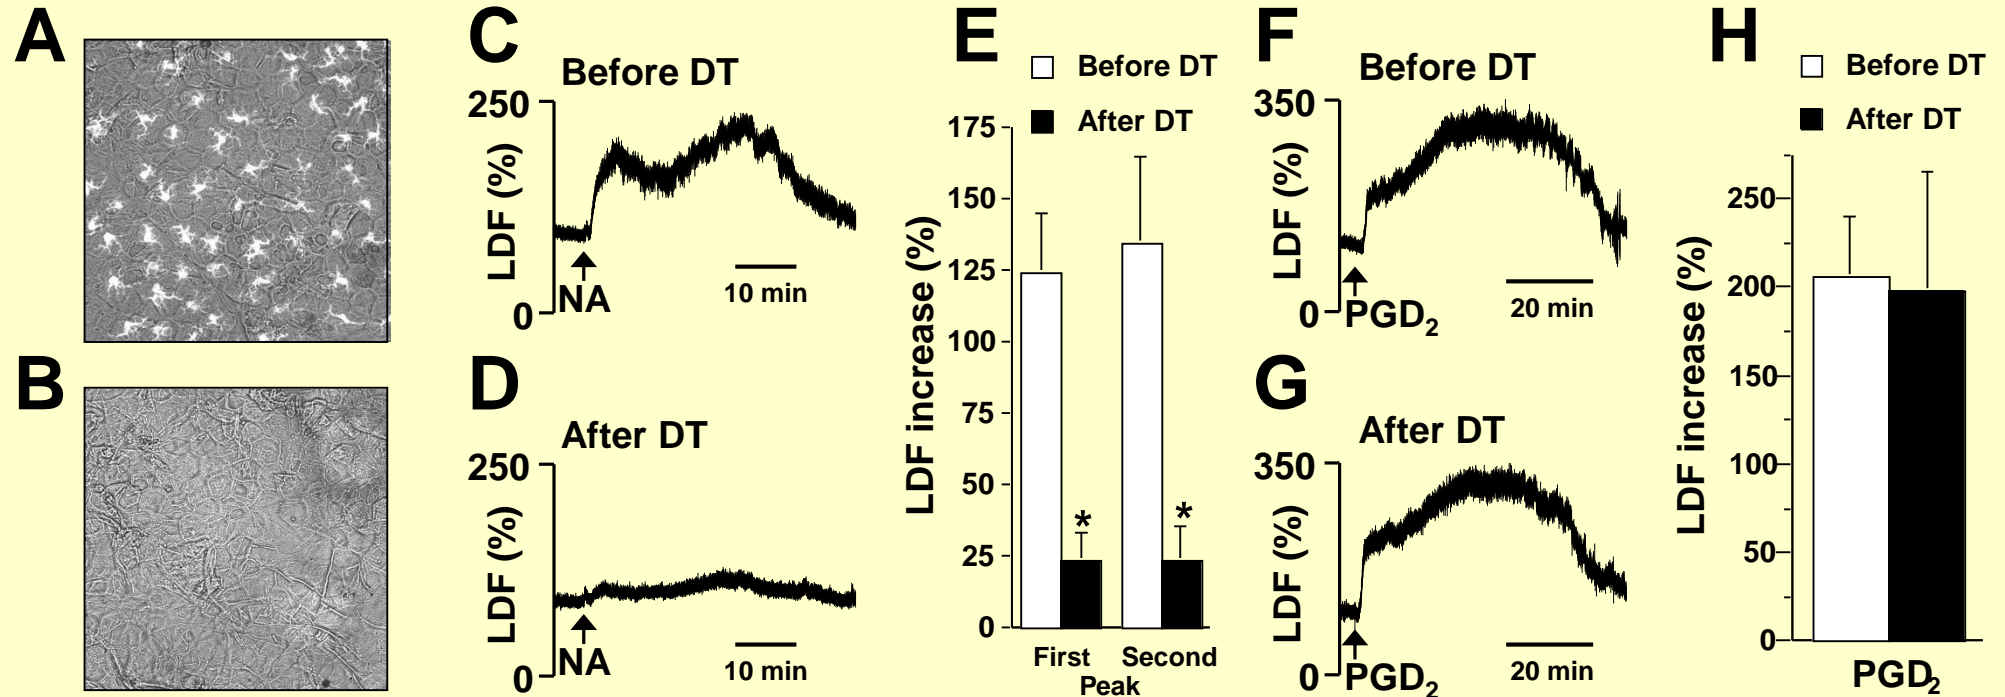 A
B
C
Before DT
250
LDF (%)
0
NA
10 min
D
After DT
250
LDF (%)
0
NA
10 min
E
Before DT
After DT
175
150
125
100
75
50
25
0
LDF increase (%)
*
*
First Second
Peak
F
Before DT
350
LDF (%)
0
PGD2
20 min
G
After DT
350
LDF (%)
0
PGD2
20 min
H
Before DT
After DT
250
200
150
100
50
0
LDF increase (%)
PGD2